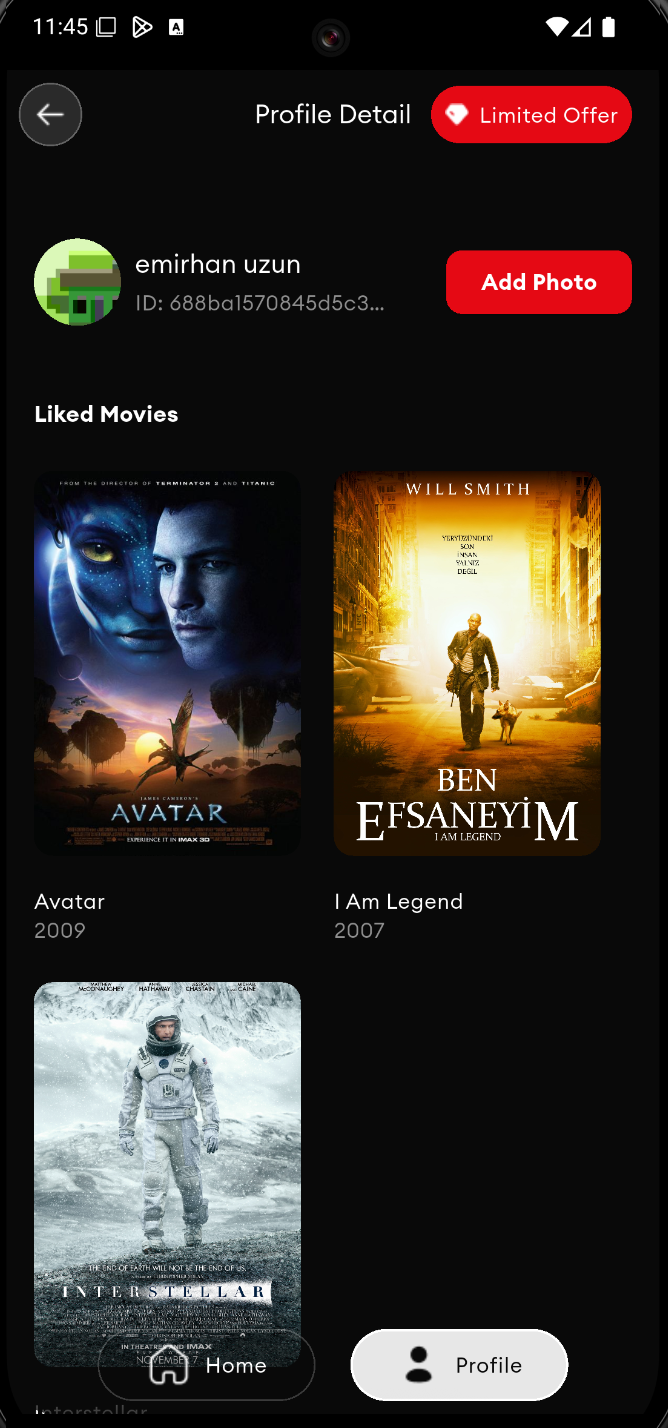 11:45
A
Profile Detail
Limited Offer
emirhan uzun
ID: 688ba1570845d5c3...
Add Photo
Liked Movies
FROM THE DIRECTOR OF TERMINATOR 2 AND TITANIC
JAMES CAMERON'S
AVATAR
EXPERIENCE IT IN IMAX 3D
WILL SMITH
YERYÜZÜNDEKİ
SON
İNSAN
YALNIZ
DEĞİL
BEN
EFSANEYİM
I AM LEGEND
Avatar
2009
I Am Legend
2007
MATTHEW MCCONAUGHEY ANNE HATHAWAY JESSICA CHASTAIN MICHAEL CAINE
THE END OF EARTH WILL NOT BE THE END OF US.
INTERSTELLAR
IN THEATRES AND IMAX
NOVEMBER 7
Home
Profile
Interstellar